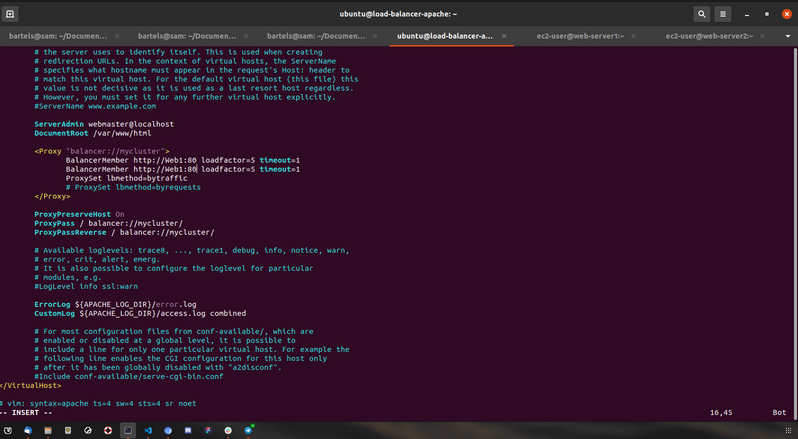 ubuntu@load-balancer-apache: ~
bartels@sam: ~/Documen...
bartels@sam: ~/Documen...
bartels@sam: ~/Documen...
ubuntu@load-balancer-a...
ec2-user@web-server1:~
ec2-user@web-server2:~
# the server uses to identify itself. This is used when creating
# redirection URLs. In the context of virtual hosts, the ServerName
# specifies what hostname must appear in the request's Host: header to
# match this virtual host. For the default virtual host (this file) this
# value is not decisive as it is used as a last resort host regardless.
# However, you must set it for any further virtual host explicitly.
#ServerName www.example.com
ServerAdmin webmaster@localhost
DocumentRoot /var/www/html
<Proxy "balancer://mycluster">
BalancerMember http://Web1:80 loadfactor=5 timeout=1
BalancerMember http://Web1:80 loadfactor=5 timeout=1
ProxySet lbmethod=bytraffic
# ProxySet lbmethod=byrequests
</Proxy>
ProxyPreserveHost On
ProxyPass / balancer://mycluster/
ProxyPassReverse / balancer://mycluster/
# Available loglevels: trace8, ..., trace1, debug, info, notice, warn,
# error, crit, alert, emerg.
# It is also possible to configure the loglevel for particular
# modules, e.g.
#LogLevel info ssl:warn
ErrorLog ${APACHE_LOG_DIR}/error.log
CustomLog ${APACHE_LOG_DIR}/access.log combined
# For most configuration files from conf-available/, which are
# enabled or disabled at a global level, it is possible to
# include a line for only one particular virtual host. For example the
# following line enables the CGI configuration for this host only
# after it has been globally disabled with "a2disconf".
#Include conf-available/serve-cgi-bin.conf
</VirtualHost>
# vim: syntax=apache ts=4 sw=4 sts=4 sr noet
-- INSERT --
16,45
Bot